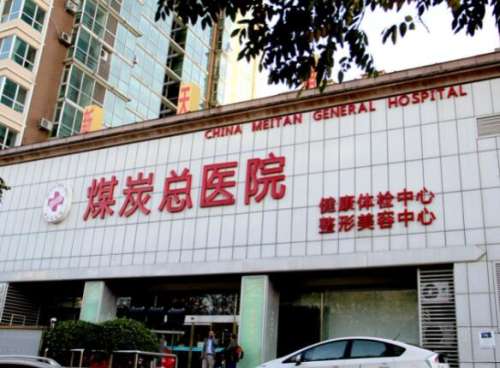 天
CHINA MEITAN GENERAL HOSPITAL
煤炭总医院
健康体检中心
整形美容中心